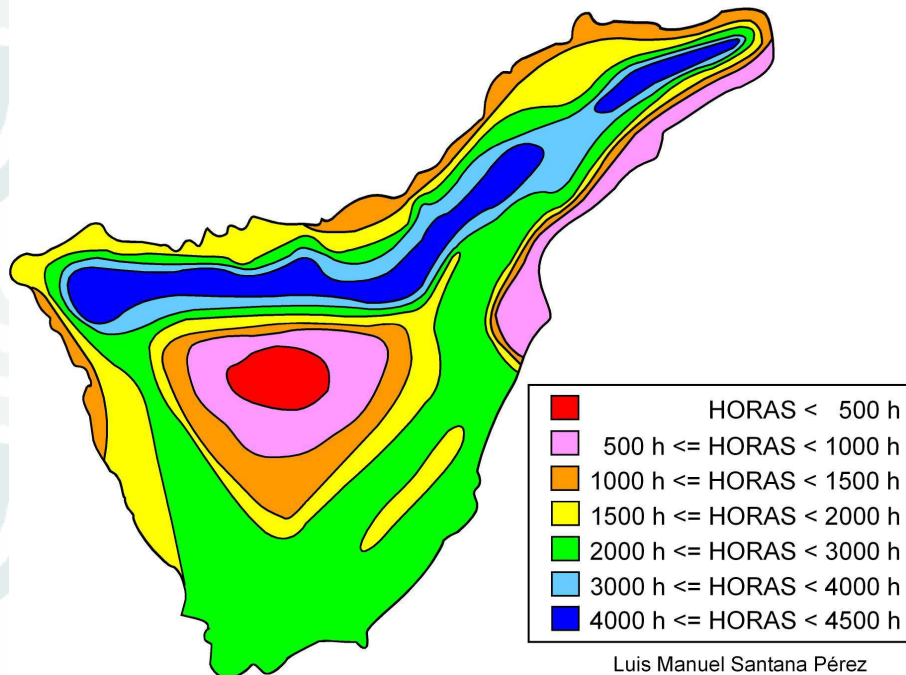 HORAS < 500 h
500 h <= HORAS < 1000 h
1000 h <= HORAS < 1500 h
1500 h <= HORAS < 2000 h
2000 h <= HORAS < 3000 h
3000 h <= HORAS < 4000 h
4000 h <= HORAS < 4500 h
Luis Manuel Santana Pérez